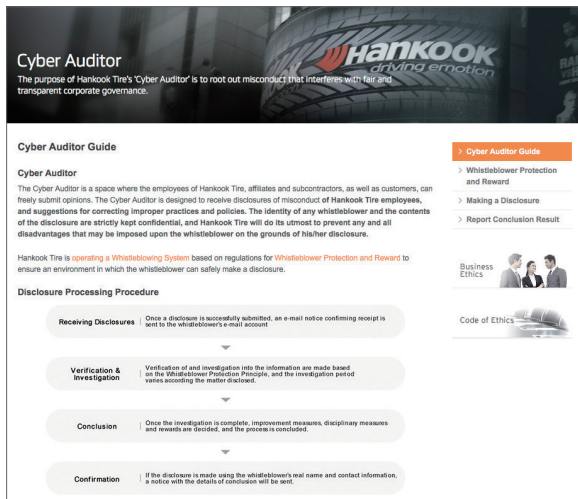 Cyber Auditor
The purpose of Hankook Tire's 'Cyber Auditor' is to root out misconduct that interferes with fair and
transparent corporate governance.
HANKOOK
driving emotion
Cyber Auditor Guide
Cyber Auditor
The Cyber Auditor is a space where the employees of Hankook Tire, affiliates and subcontractors, as well as customers, can
freely submit opinions. The Cyber Auditor is designed to receive disclosures of misconduct of Hankook Tire employees,
and suggestions for correcting improper practices and policies. The identity of any whistleblower and the contents
of the disclosure are strictly kept confidential, and Hankook Tire will do its utmost to prevent any and all
disadvantages that may be imposed upon the whistleblower on the grounds of his/her disclosure.
Hankook Tire is operating a Whistleblowing System based on regulations for Whistleblower Protection and Reward to
ensure an environment in which the whistleblower can safely make a disclosure.
Disclosure Processing Procedure
Receiving Disclosures
Once a disclosure is successfully submitted, an e-mail notice confirming receipt is
sent to the whistleblower's e-mail account
Verification &
Investigation
Verification of and investigation into the information are made based
on the Whistleblower Protection Principle, and the investigation period
varies according the matter disclosed.
Conclusion
Once the investigation is complete, improvement measures, disciplinary measures
and rewards are decided, and the process is concluded.
Confirmation
If the disclosure is made using the whistleblower's real name and contact information,
a notice with the details of conclusion will be sent.
> Cyber Auditor Guide
> Whistleblower Protection
and Reward
> Making a Disclosure
> Report Conclusion Result
Business
Ethics
Code of Ethics